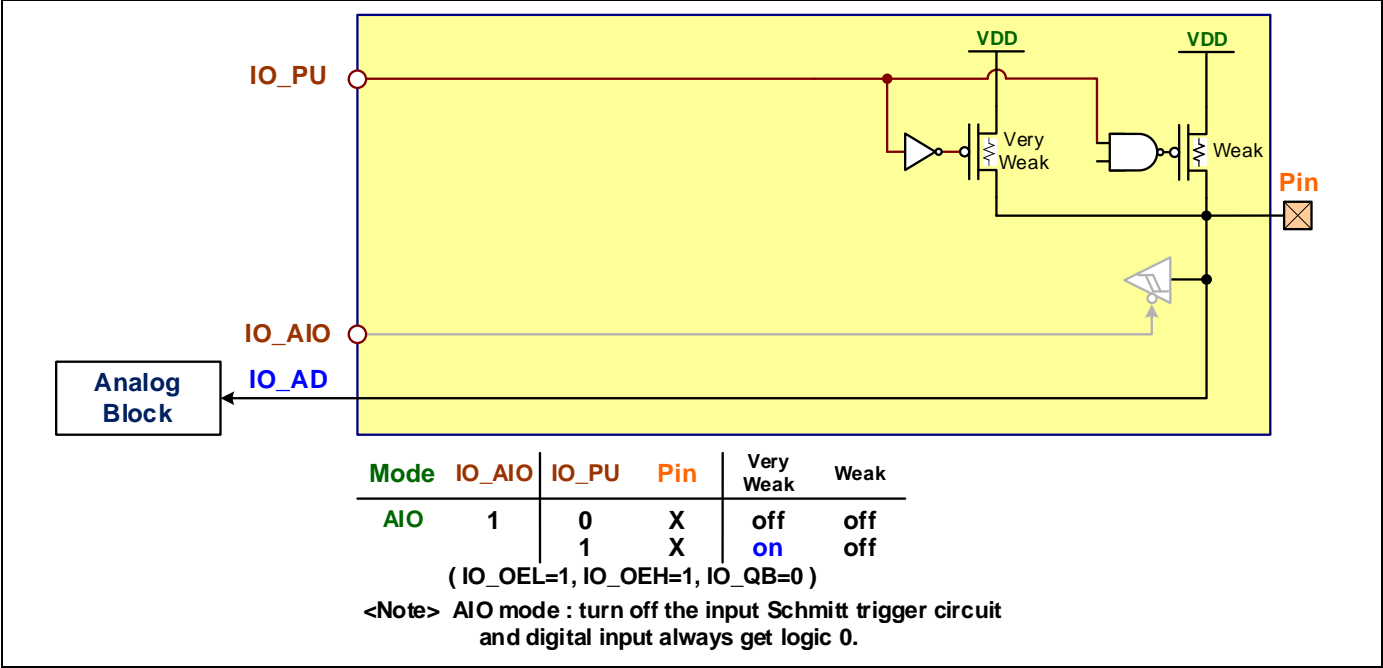 VDD
VDD
IO_PU
Very
Weak
Weak
Pin
IO_AIO
Analog
Block
IO_AD
Mode IO_AIO IO_PU Pin Very Weak Weak
AIO 1 0 X off off
1 X on off
( IO_OEL=1, IO_OEH=1, IO_QB=0 )
<Note> AIO mode : turn off the input Schmitt trigger circuit
and digital input always get logic 0.